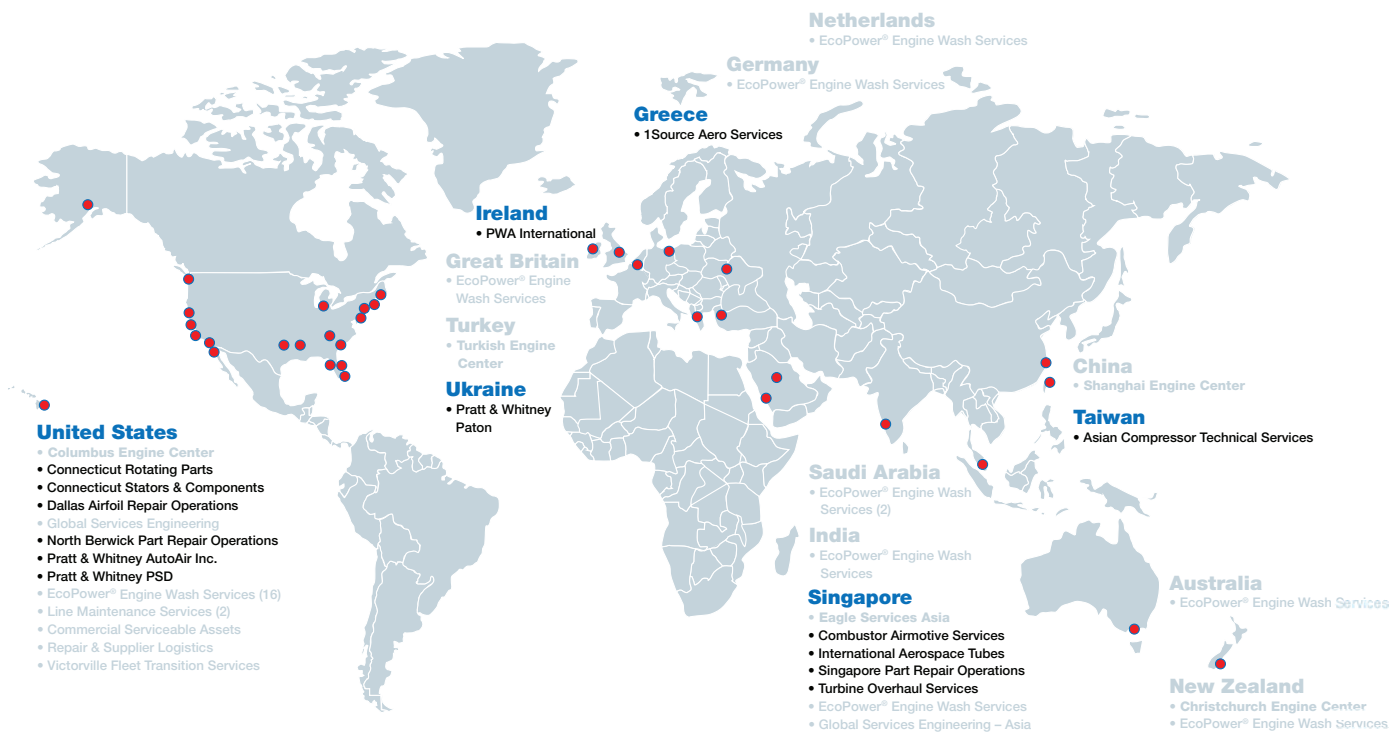 Netherlands
• EcoPower® Engine Wash Services
Germany
• EcoPower® Engine Wash Services
Greece
• 1Source Aero Services
Ireland
• PWA International
Great Britain
• EcoPower® Engine
Wash Services
Turkey
• Turkish Engine
Center
Ukraine
• Pratt & Whitney
Paton
China
• Shanghai Engine Center
Taiwan
• Asian Compressor Technical Services
United States
• Columbus Engine Center
• Connecticut Rotating Parts
• Connecticut Stators & Components
• Dallas Airfoil Repair Operations
• Global Services Engineering
• North Berwick Part Repair Operations
• Pratt & Whitney AutoAir Inc.
• Pratt & Whitney PSD
• EcoPower® Engine Wash Services (16)
• Line Maintenance Services (2)
• Commercial Serviceable Assets
• Repair & Supplier Logistics
• Victorville Fleet Transition Services
Saudi Arabia
• EcoPower® Engine Wash
Services (2)
India
• EcoPower® Engine Wash
Services
Singapore
• Eagle Services Asia
• Combustor Airmotive Services
• International Aerospace Tubes
• Singapore Part Repair Operations
• Turbine Overhaul Services
• EcoPower® Engine Wash Services
• Global Services Engineering – Asia
Australia
• EcoPower® Engine Wash Services
New Zealand
• Christchurch Engine Center
• EcoPower® Engine Wash Services